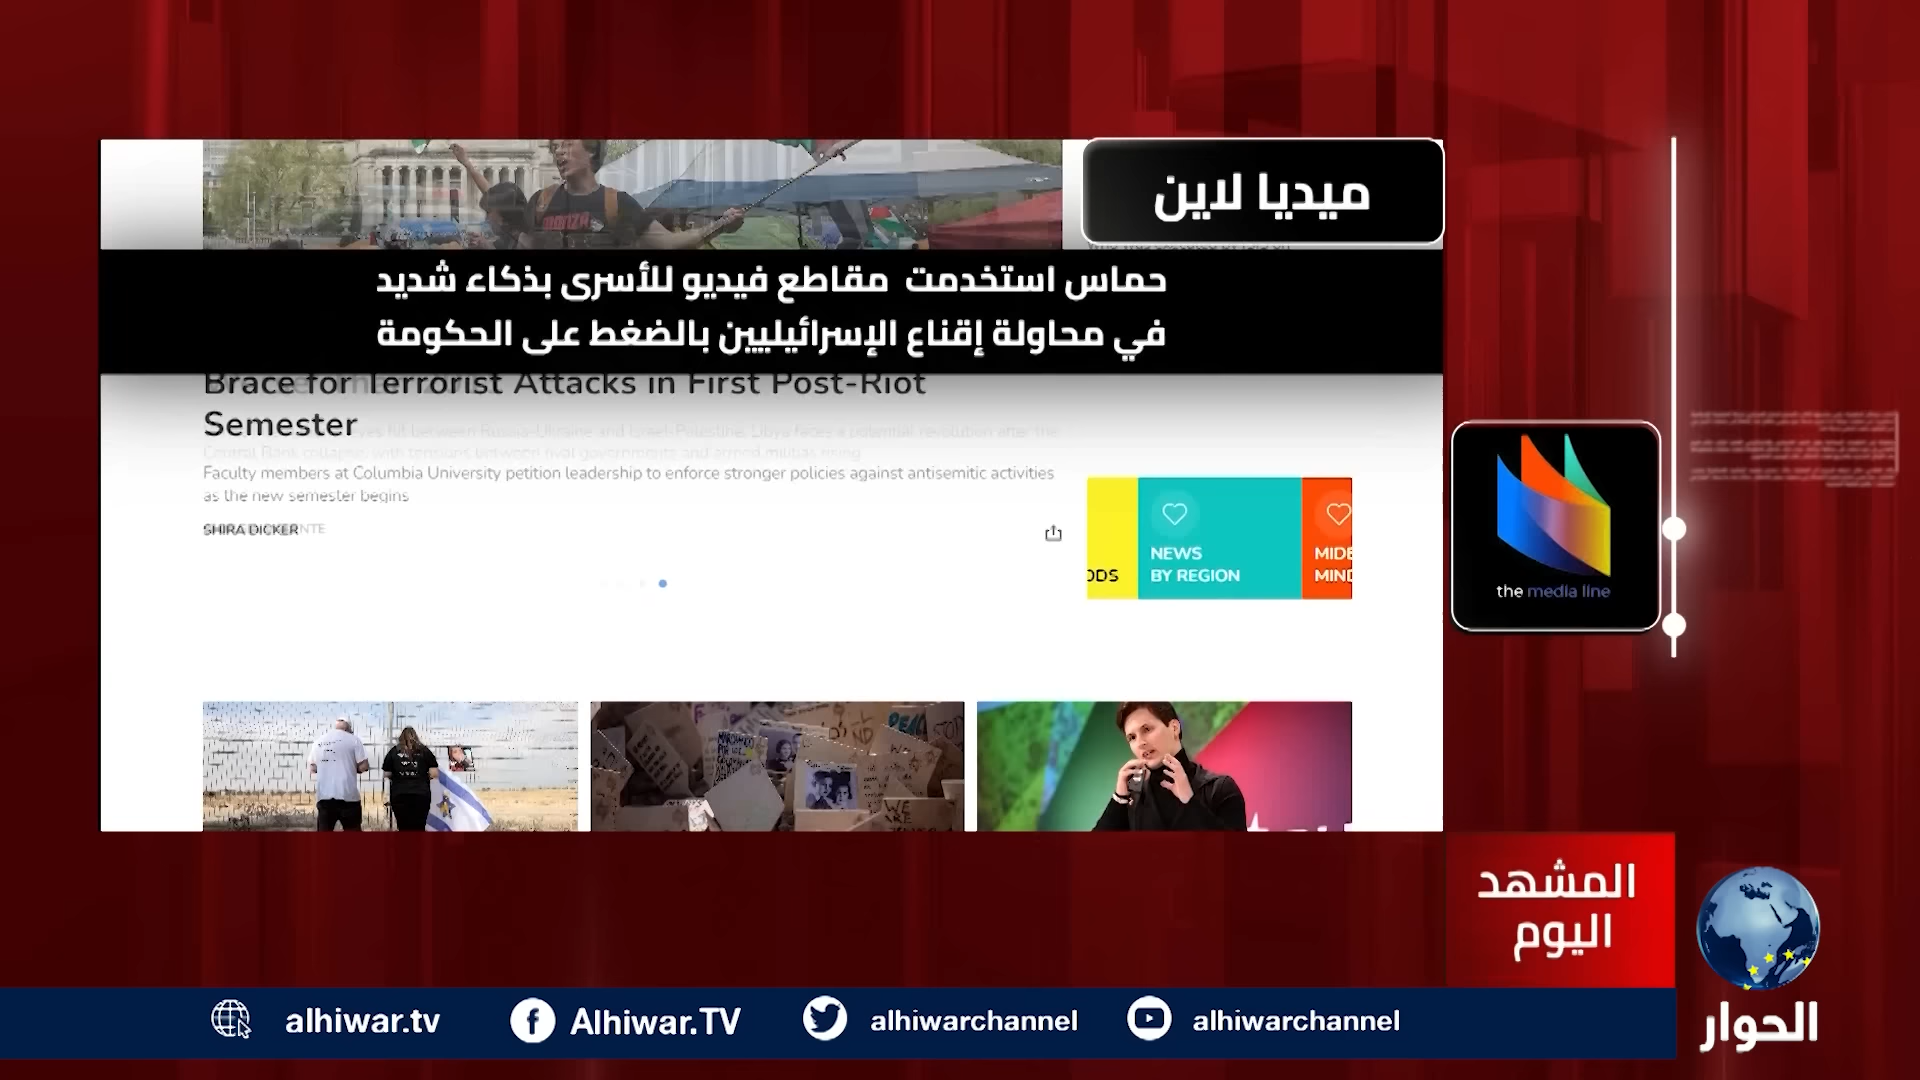 ميديا لاين
حماس استخدمت مقاطع فيديو للأسرى بذكاء شديد
في محاولة إقناع الإسرائيليين بالضغط على الحكومة
Brace for Terrorist Attacks in First Post-Riot
Semester
Faculty members at Columbia University petition leadership to enforce stronger policies against antisemitic activities
as the new semester begins
SHIRA DICKER
ODS
NEWS
BY REGION
MIDE
MIND
the media line
المشهد
اليوم
alhiwar.tv
Alhiwar.TV
alhiwarchannel
alhiwarchannel
الحوار